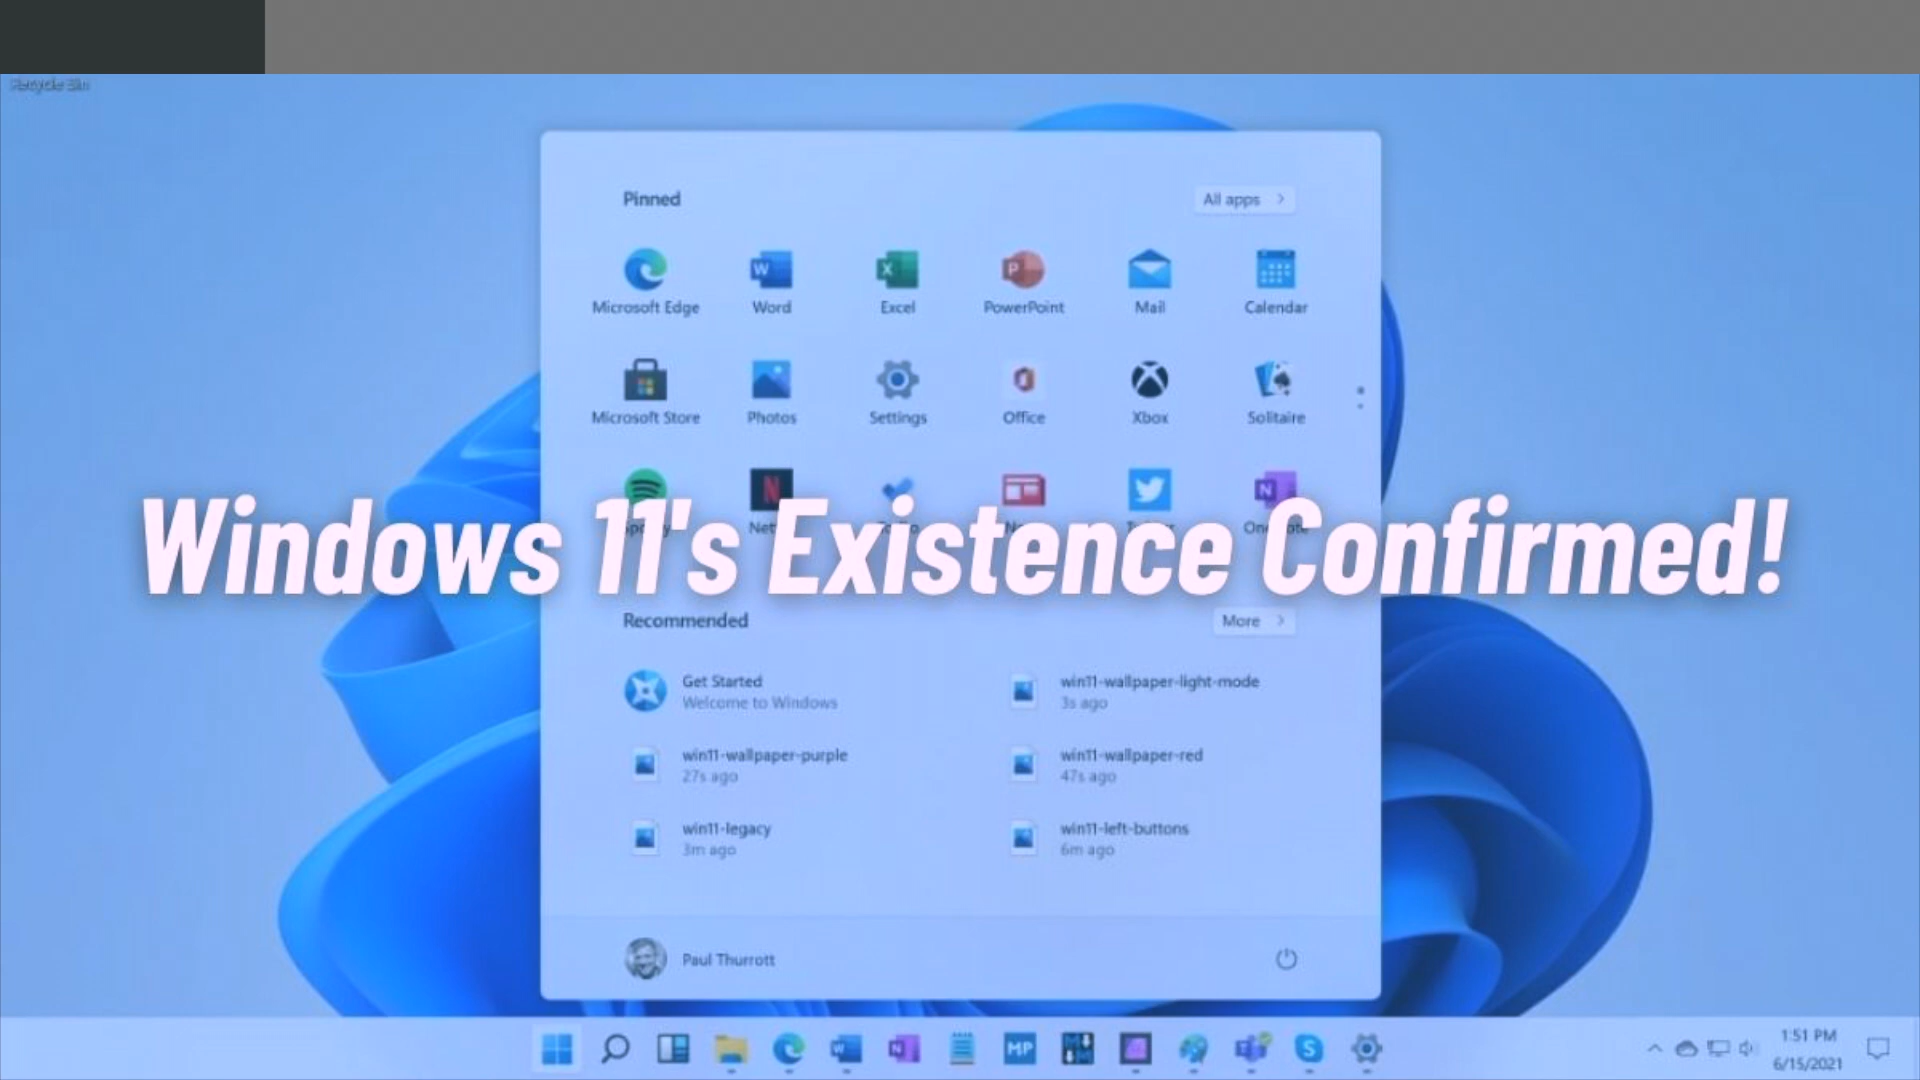 Recycle Bin
Pinned
All apps
Microsoft Edge
Word
Excel
PowerPoint
Mail
Calendar
Microsoft Store
Photos
Settings
Office
Xbox
Solitaire
Windows 11's Existence Confirmed!
Recommended
More
Get Started
Welcome to Windows
win11-wallpaper-light-mode
3s ago
win11-wallpaper-purple
27s ago
win11-wallpaper-red
47s ago
win11-legacy
3m ago
win11-left-buttons
6m ago
Paul Thurrott
MP
1:51 PM
6/15/2021